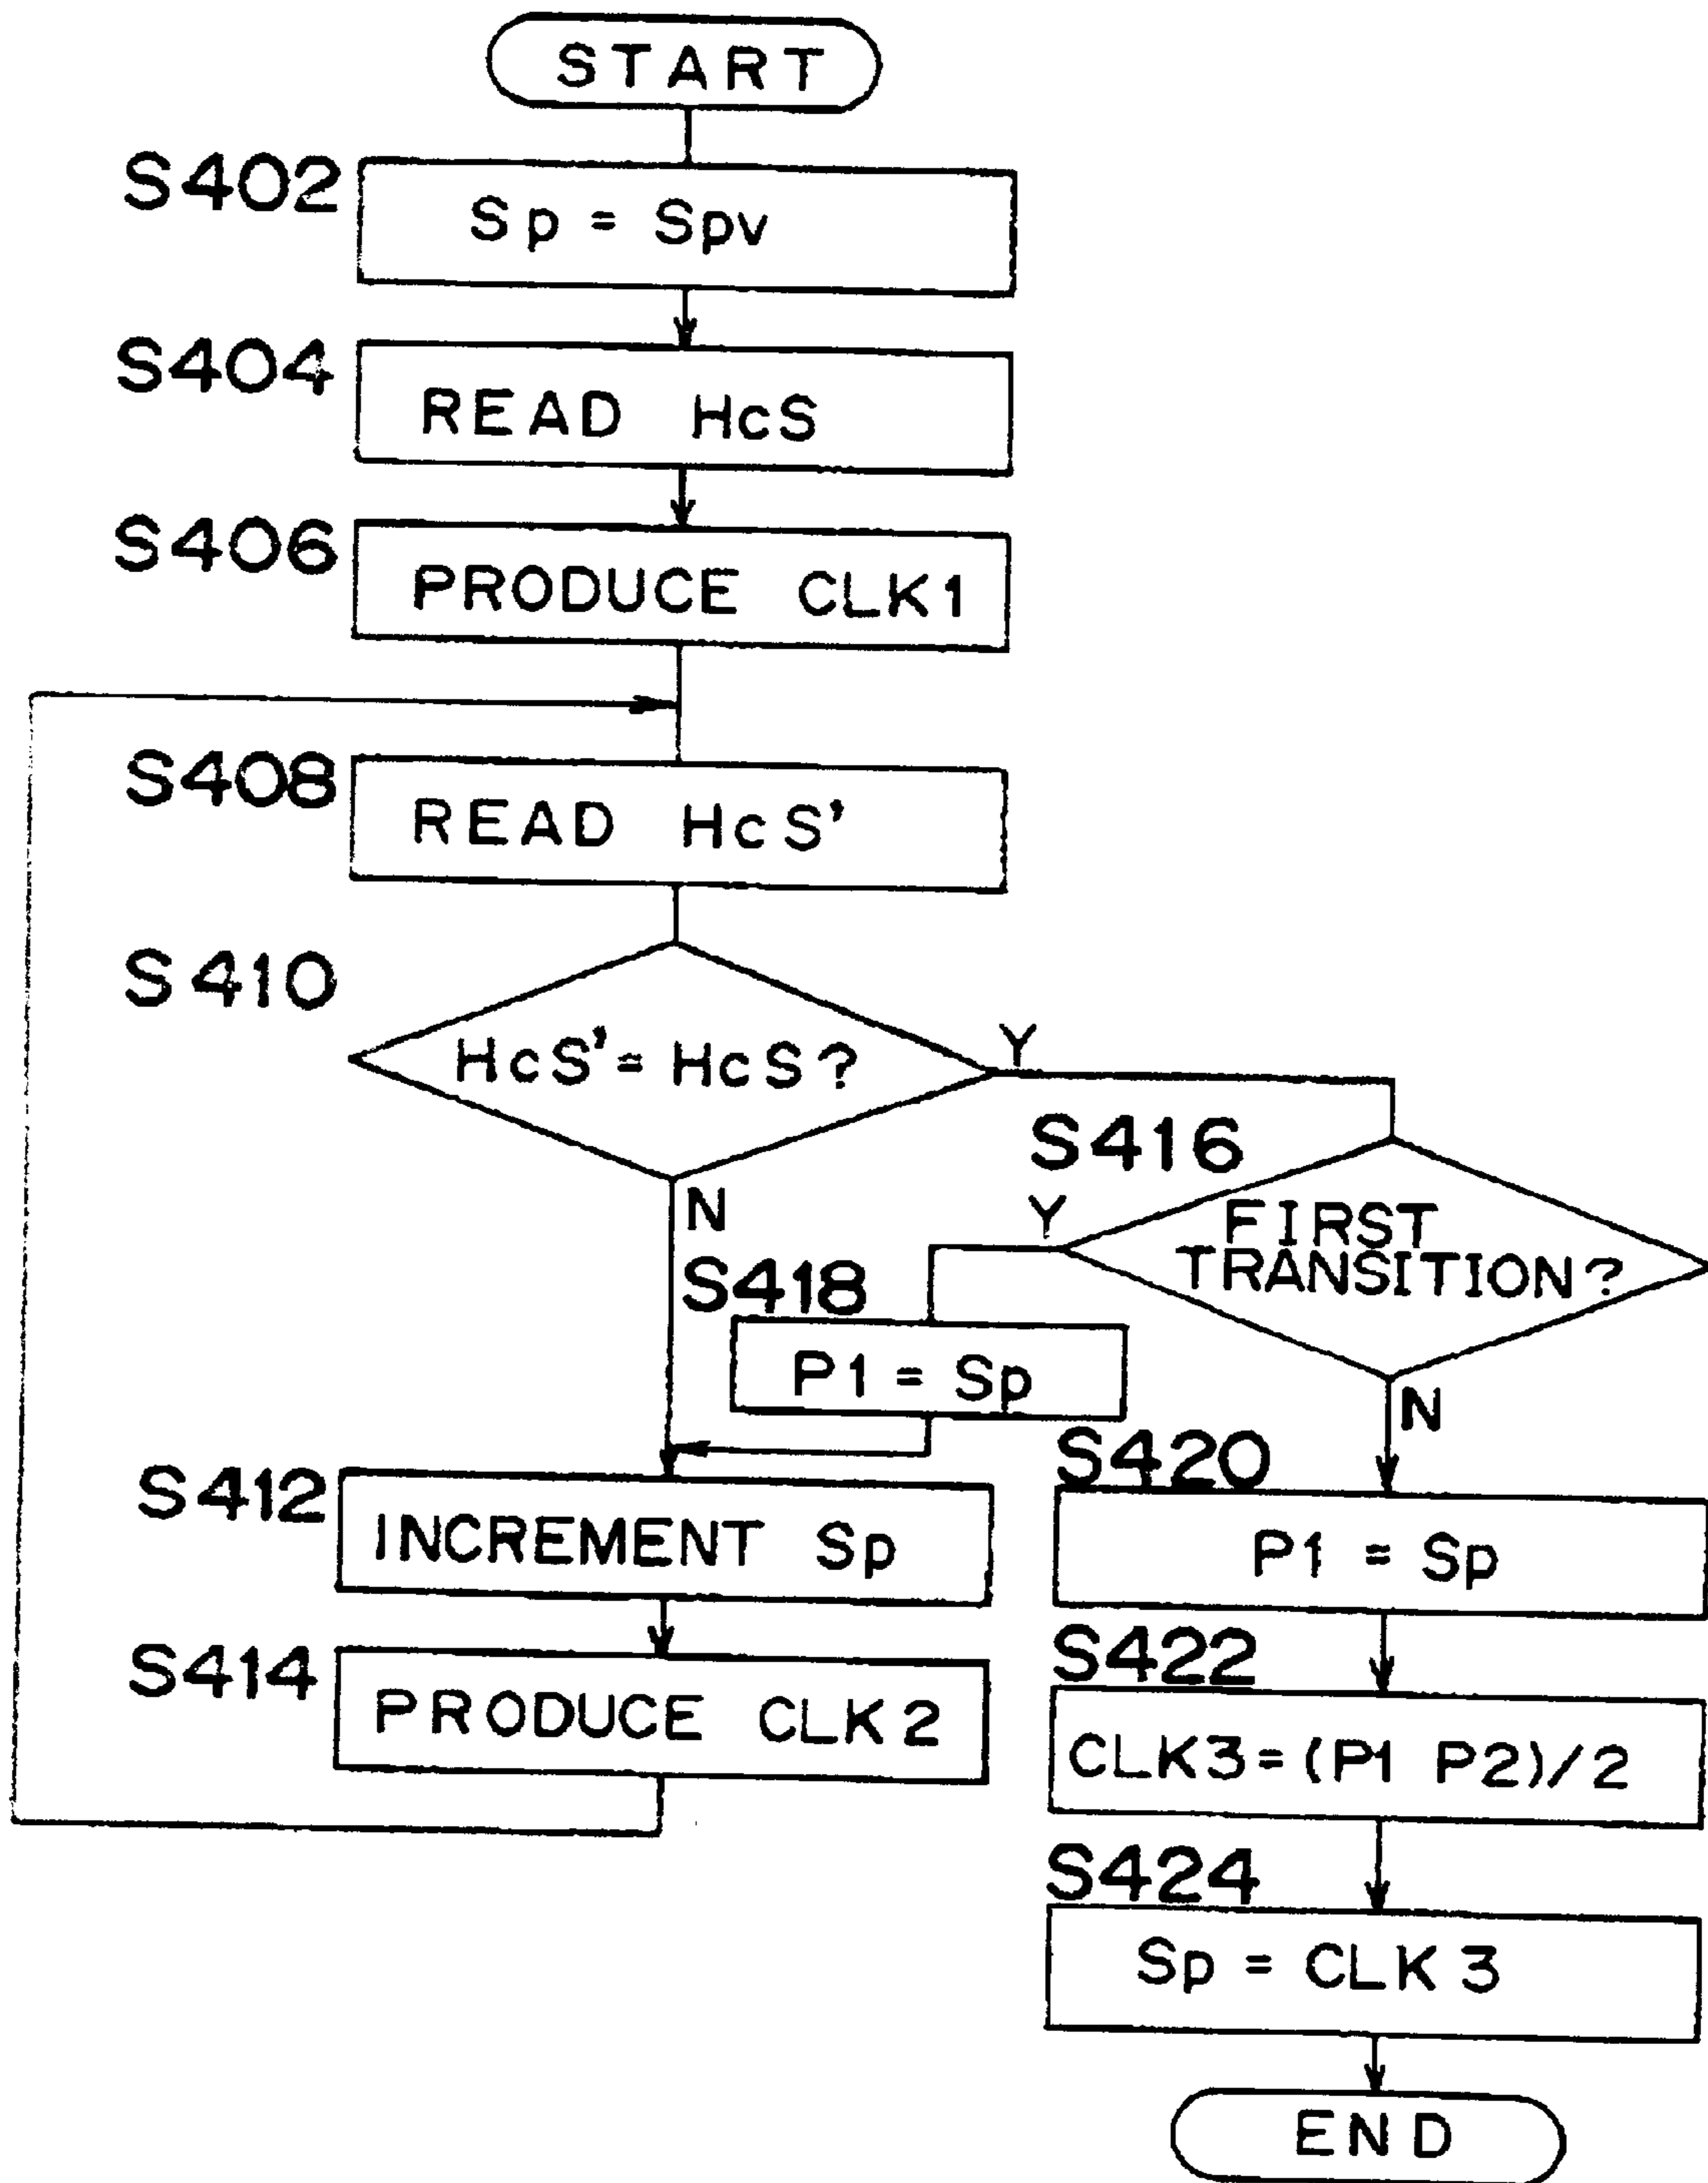 START
S402
Sp = Spv
S404
READ HcS
S406
PRODUCE CLK1
S408
READ HcS'
S410
HcS' = HcS?
Y
N
S416
FIRST
TRANSITION?
Y
N
S418
P1 = Sp
S412
INCREMENT Sp
S414
PRODUCE CLK2
S420
P1 = Sp
S422
CLK3=(P1 P2)/2
S424
Sp = CLK3
END